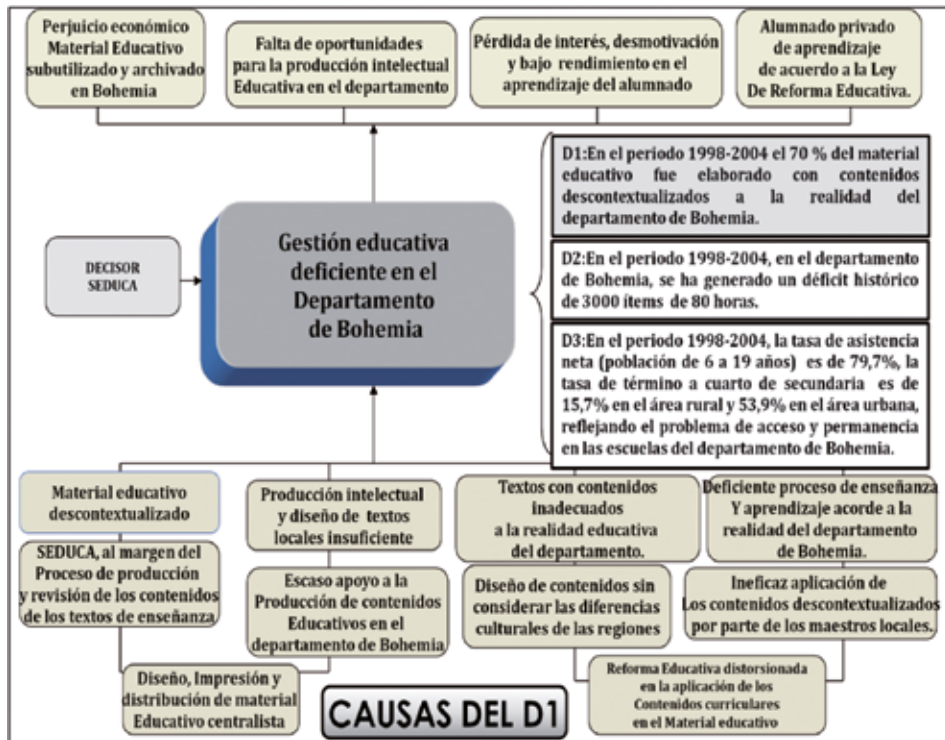 Perjuicio económico
Material Educativo
subutilizado y archivado
en Bohemia
Falta de oportunidades
para la producción intelectual
Educativa en el departamento
Pérdida de interés, desmotivación
y bajo rendimiento en el
aprendizaje del alumnado
Alumnado privado
de aprendizaje
de acuerdo a la Ley
De Reforma Educativa.
DECISOR
SEDUCA
Gestión educativa
deficiente en el
Departamento
de Bohemia
D1:En el periodo 1998-2004 el 70 % del material
educativo fue elaborado con contenidos
descontextualizados a la realidad del
departamento de Bohemia.
D2:En el periodo 1998-2004, en el departamento
de Bohemia, se ha generado un déficit histórico
de 3000 ítems de 80 horas.
D3:En el periodo 1998-2004, la tasa de asistencia
neta (población de 6 a 19 años) es de 79,7%, la
tasa de término a cuarto de secundaria es de
15,7% en el área rural y 53,9% en el área urbana,
reflejando el problema de acceso y permanencia
en las escuelas del departamento de Bohemia.
Material educativo
descontextualizado
Producción intelectual
y diseño de textos
locales insuficiente
Textos con contenidos
inadecuados
a la realidad educativa
del departamento.
Deficiente proceso de enseñanza
Y aprendizaje acorde a la
realidad del departamento
de Bohemia.
SEDUCA, al margen del
Proceso de producción
y revisión de los contenidos
de los textos de enseñanza
Escaso apoyo a la
Producción de contenidos
Educativos en el
departamento de Bohemia
Diseño de contenidos sin
considerar las diferencias
culturales de las regiones
Ineficaz aplicación de
Los contenidos descontextualizados
por parte de los maestros locales.
Diseño, Impresión y
distribución de material
Educativo centralista
CAUSAS DEL D1
Reforma Educativa distorsionada
en la aplicación de los
Contenidos curriculares
en el Material educativo